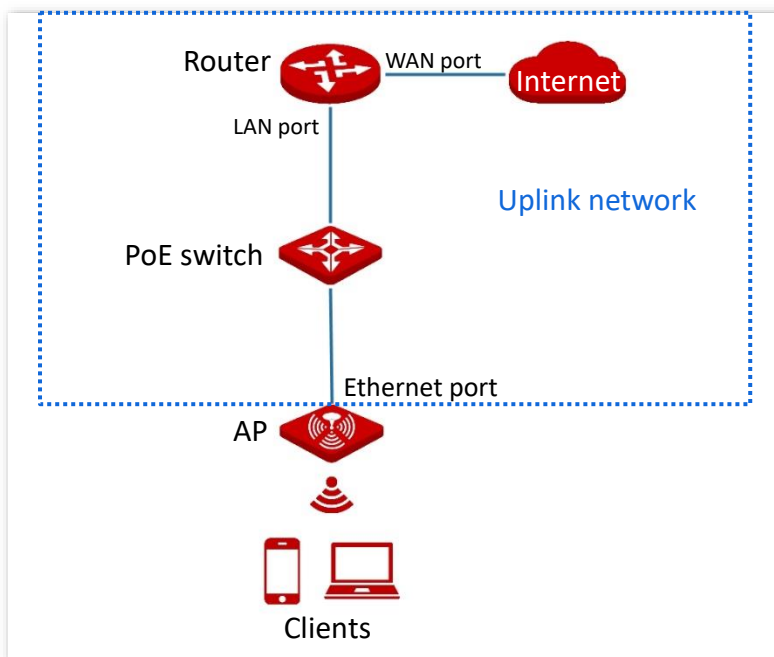 Router
WAN port
Internet
LAN port
Uplink network
PoE switch
Ethernet port
AP
Clients